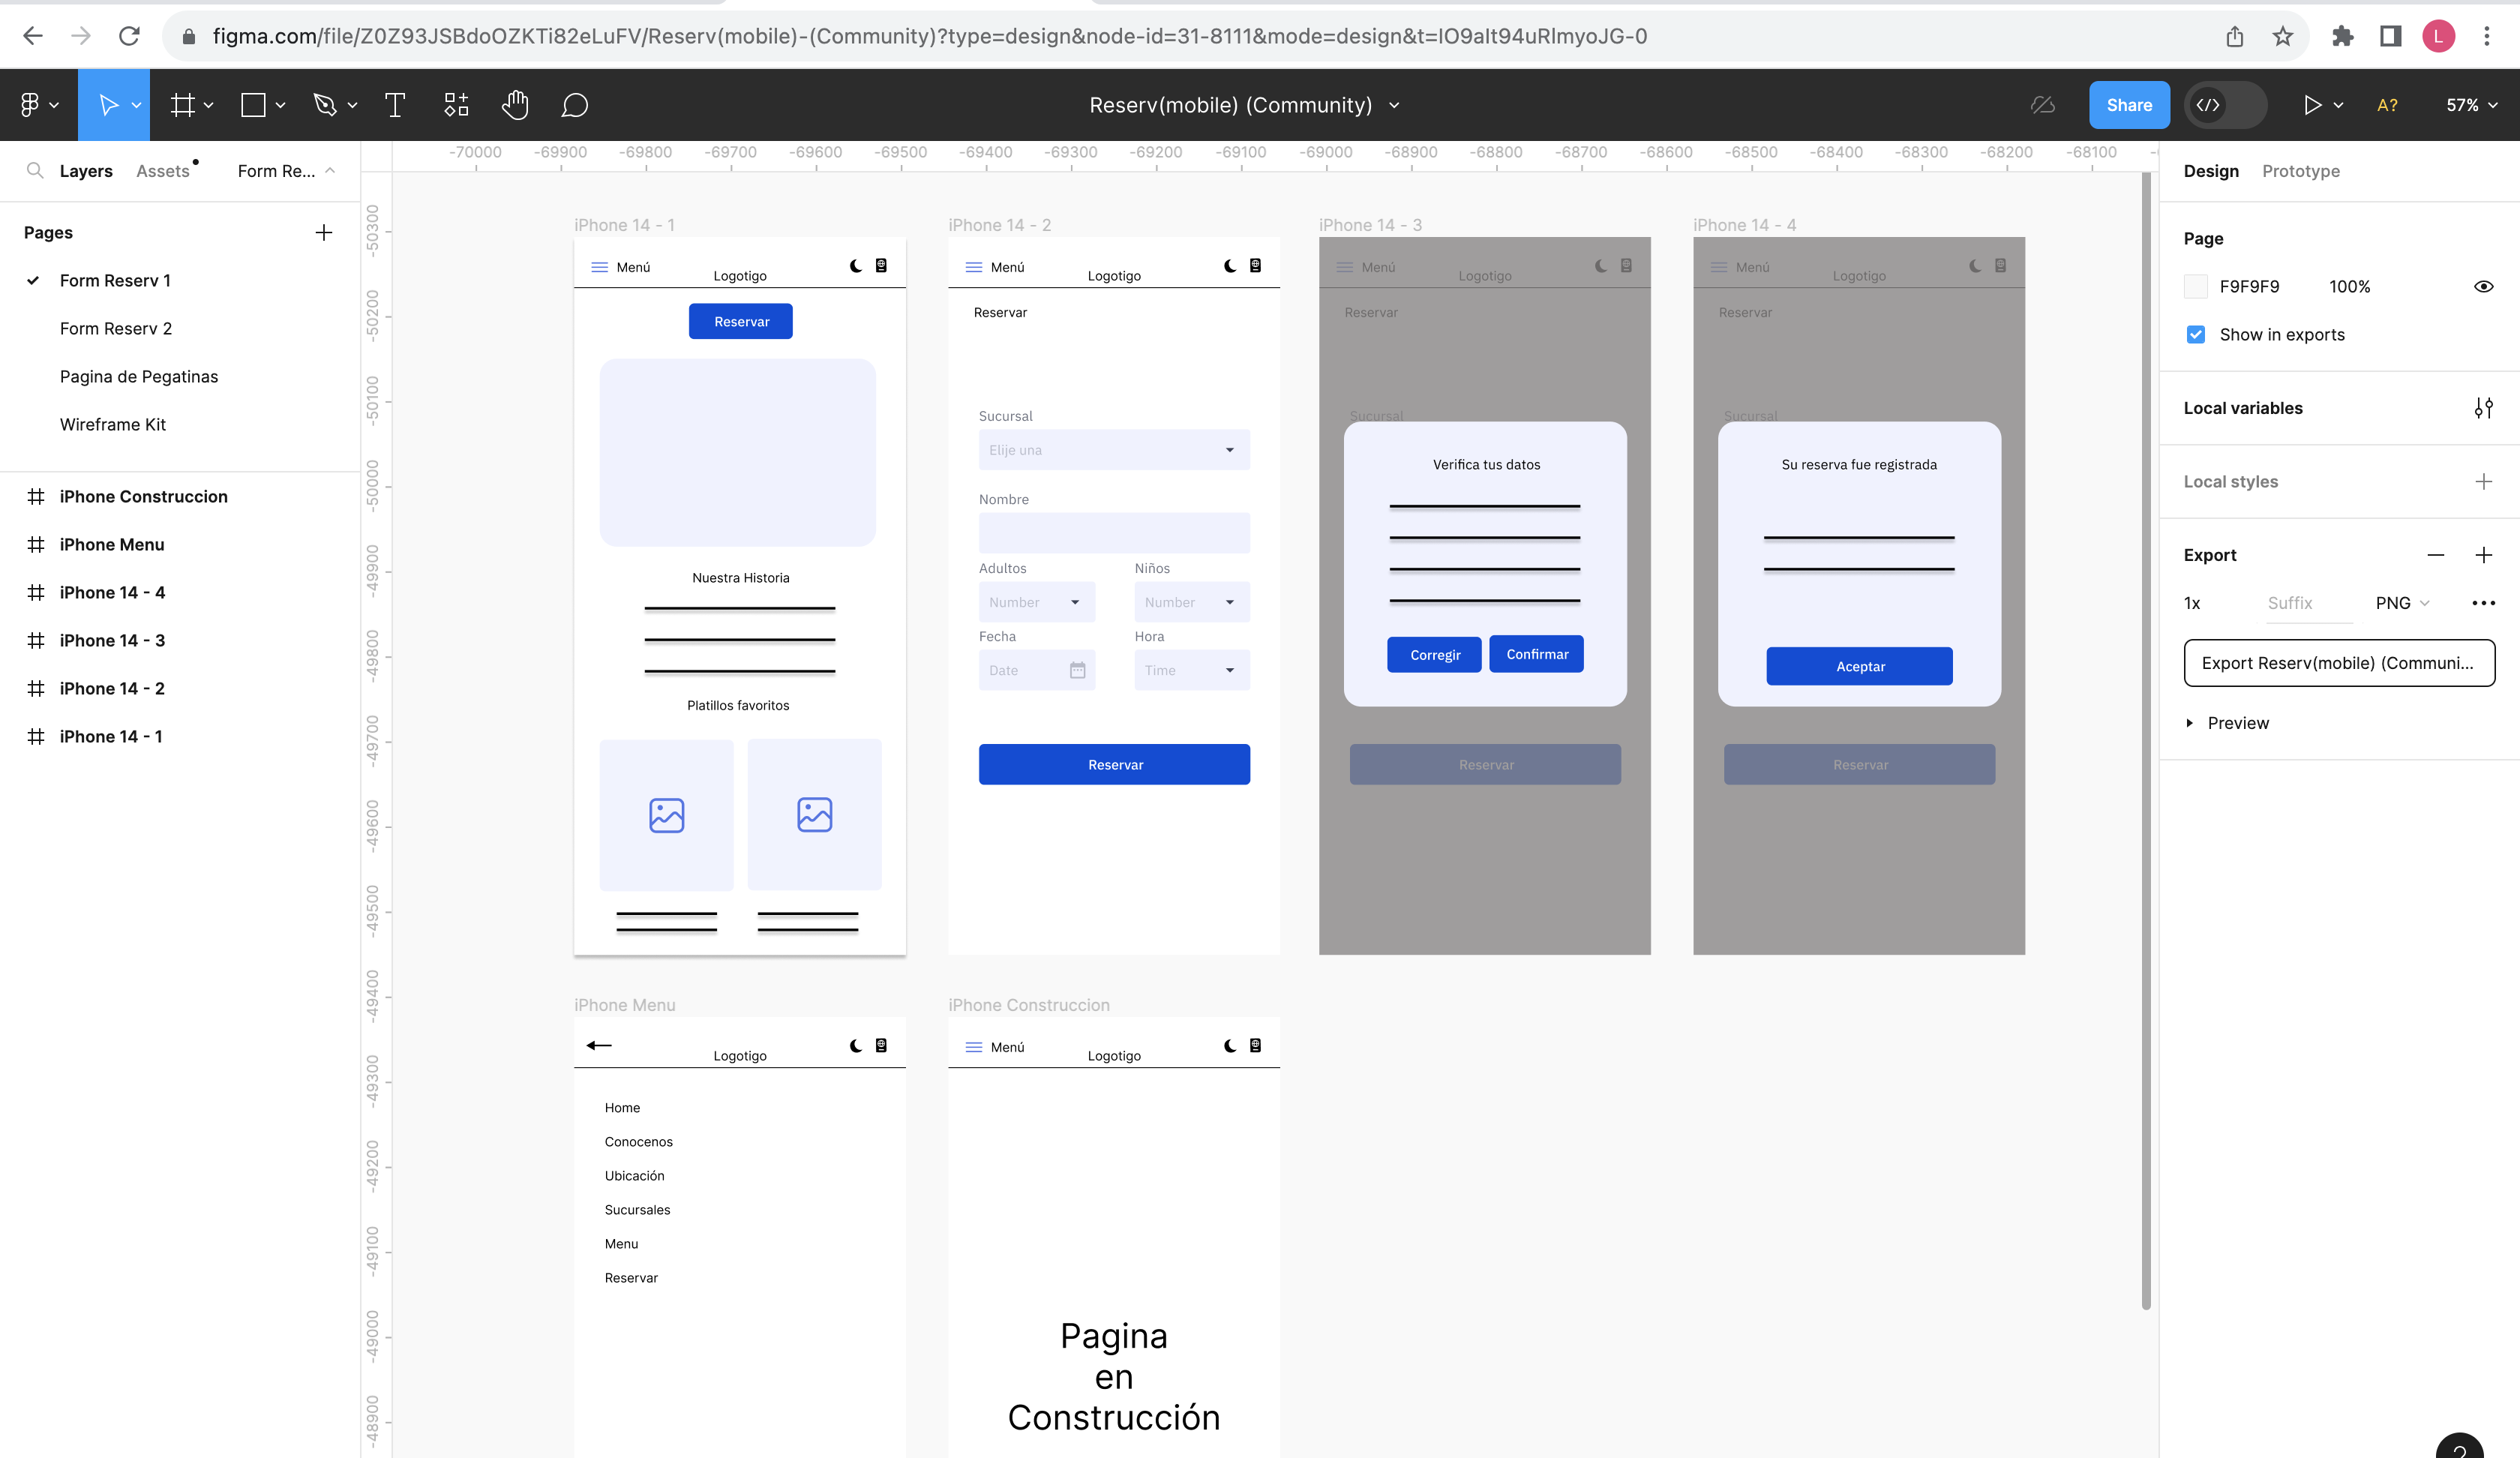 figma.com/file/Z0Z93JSBdoOZKTi82eLuFV/Reserv(mobile)-(Community)?type=design&node-id=31-8111&mode=design&t=IO9aIt94uRImyoJG-0
L
Reserv(mobile) (Community)
Share
A?
57%
Layers
Assets
Form Re...
Pages
Form Reserv 1
Form Reserv 2
Pagina de Pegatinas
Wireframe Kit
iPhone Construccion
iPhone Menu
iPhone 14 - 4
iPhone 14 - 3
iPhone 14 - 2
iPhone 14 - 1
-70000 -69900 -69800 -69700 -69600 -69500 -69400 -69300 -69200 -69100 -69000 -68900 -68800 -68700 -68600 -68500 -68400 -68300 -68200 -68100
-50300
-50200
-50100
-50000
-49900
-49800
-49700
-49600
-49500
-49400
-49300
-49200
-49100
-49000
-48900
iPhone 14 - 1
Menú
Logotigo
Reservar
Nuestra Historia
Platillos favoritos
iPhone 14 - 2
Menú
Logotigo
Reservar
Sucursal
Elije una
Nombre
Adultos Niños
Number Number
Fecha Hora
Date Time
Reservar
iPhone 14 - 3
Menú
Logotigo
Reservar
Sucursal
Verifica tus datos
Corregir Confirmar
Reservar
iPhone 14 - 4
Menú
Logotigo
Reservar
Sucursal
Su reserva fue registrada
Aceptar
Reservar
iPhone Menu
Logotigo
Home
Conocenos
Ubicación
Sucursales
Menu
Reservar
iPhone Construccion
Menú
Logotigo
Pagina
en
Construcción
Design Prototype
Page
F9F9F9 100%
Show in exports
Local variables
Local styles
Export
1x Suffix PNG
Export Reserv(mobile) (Communi...
Preview
?